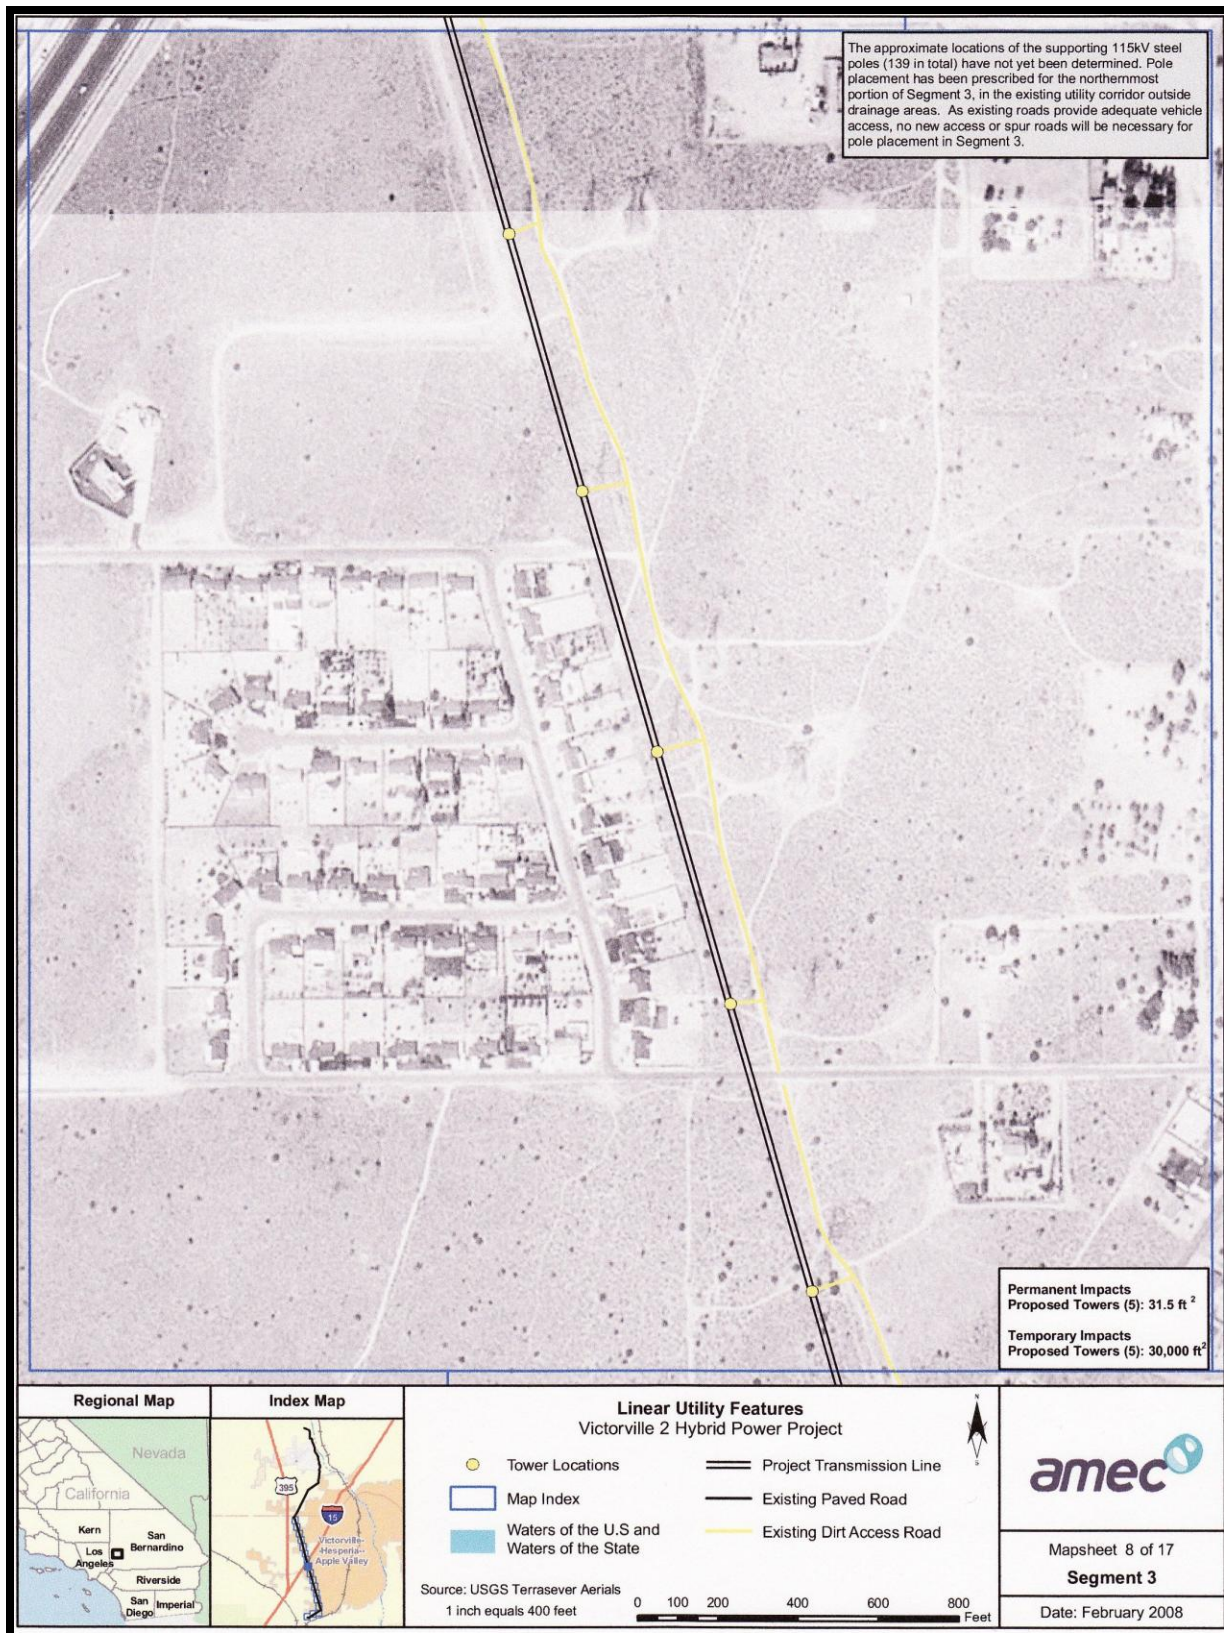 The approximate locations of the supporting 115kV steel
poles (139 in total) have not yet been determined. Pole
placement has been prescribed for the northernmost
portion of Segment 3, in the existing utility corridor outside
drainage areas. As existing roads provide adequate vehicle
access, no new access or spur roads will be necessary for
pole placement in Segment 3.
Permanent Impacts
Proposed Towers (5): 31.5 ft 2
Temporary Impacts
Proposed Towers (5): 30,000 ft2
Regional Map
Nevada
California
Kern
San
Bernardino
Los
Angeles
Riverside
San
Diego
Imperial
Index Map
395
15
Victorville-
Hesperia-
Apple Valley
Linear Utility Features
Victorville 2 Hybrid Power Project
N
S
Tower Locations
Map Index
Waters of the U.S and
Waters of the State
Project Transmission Line
Existing Paved Road
Existing Dirt Access Road
Source: USGS Terrasever Aerials
1 inch equals 400 feet
0 100 200 400 600 800
Feet
amec
Mapsheet 8 of 17
Segment 3
Date: February 2008